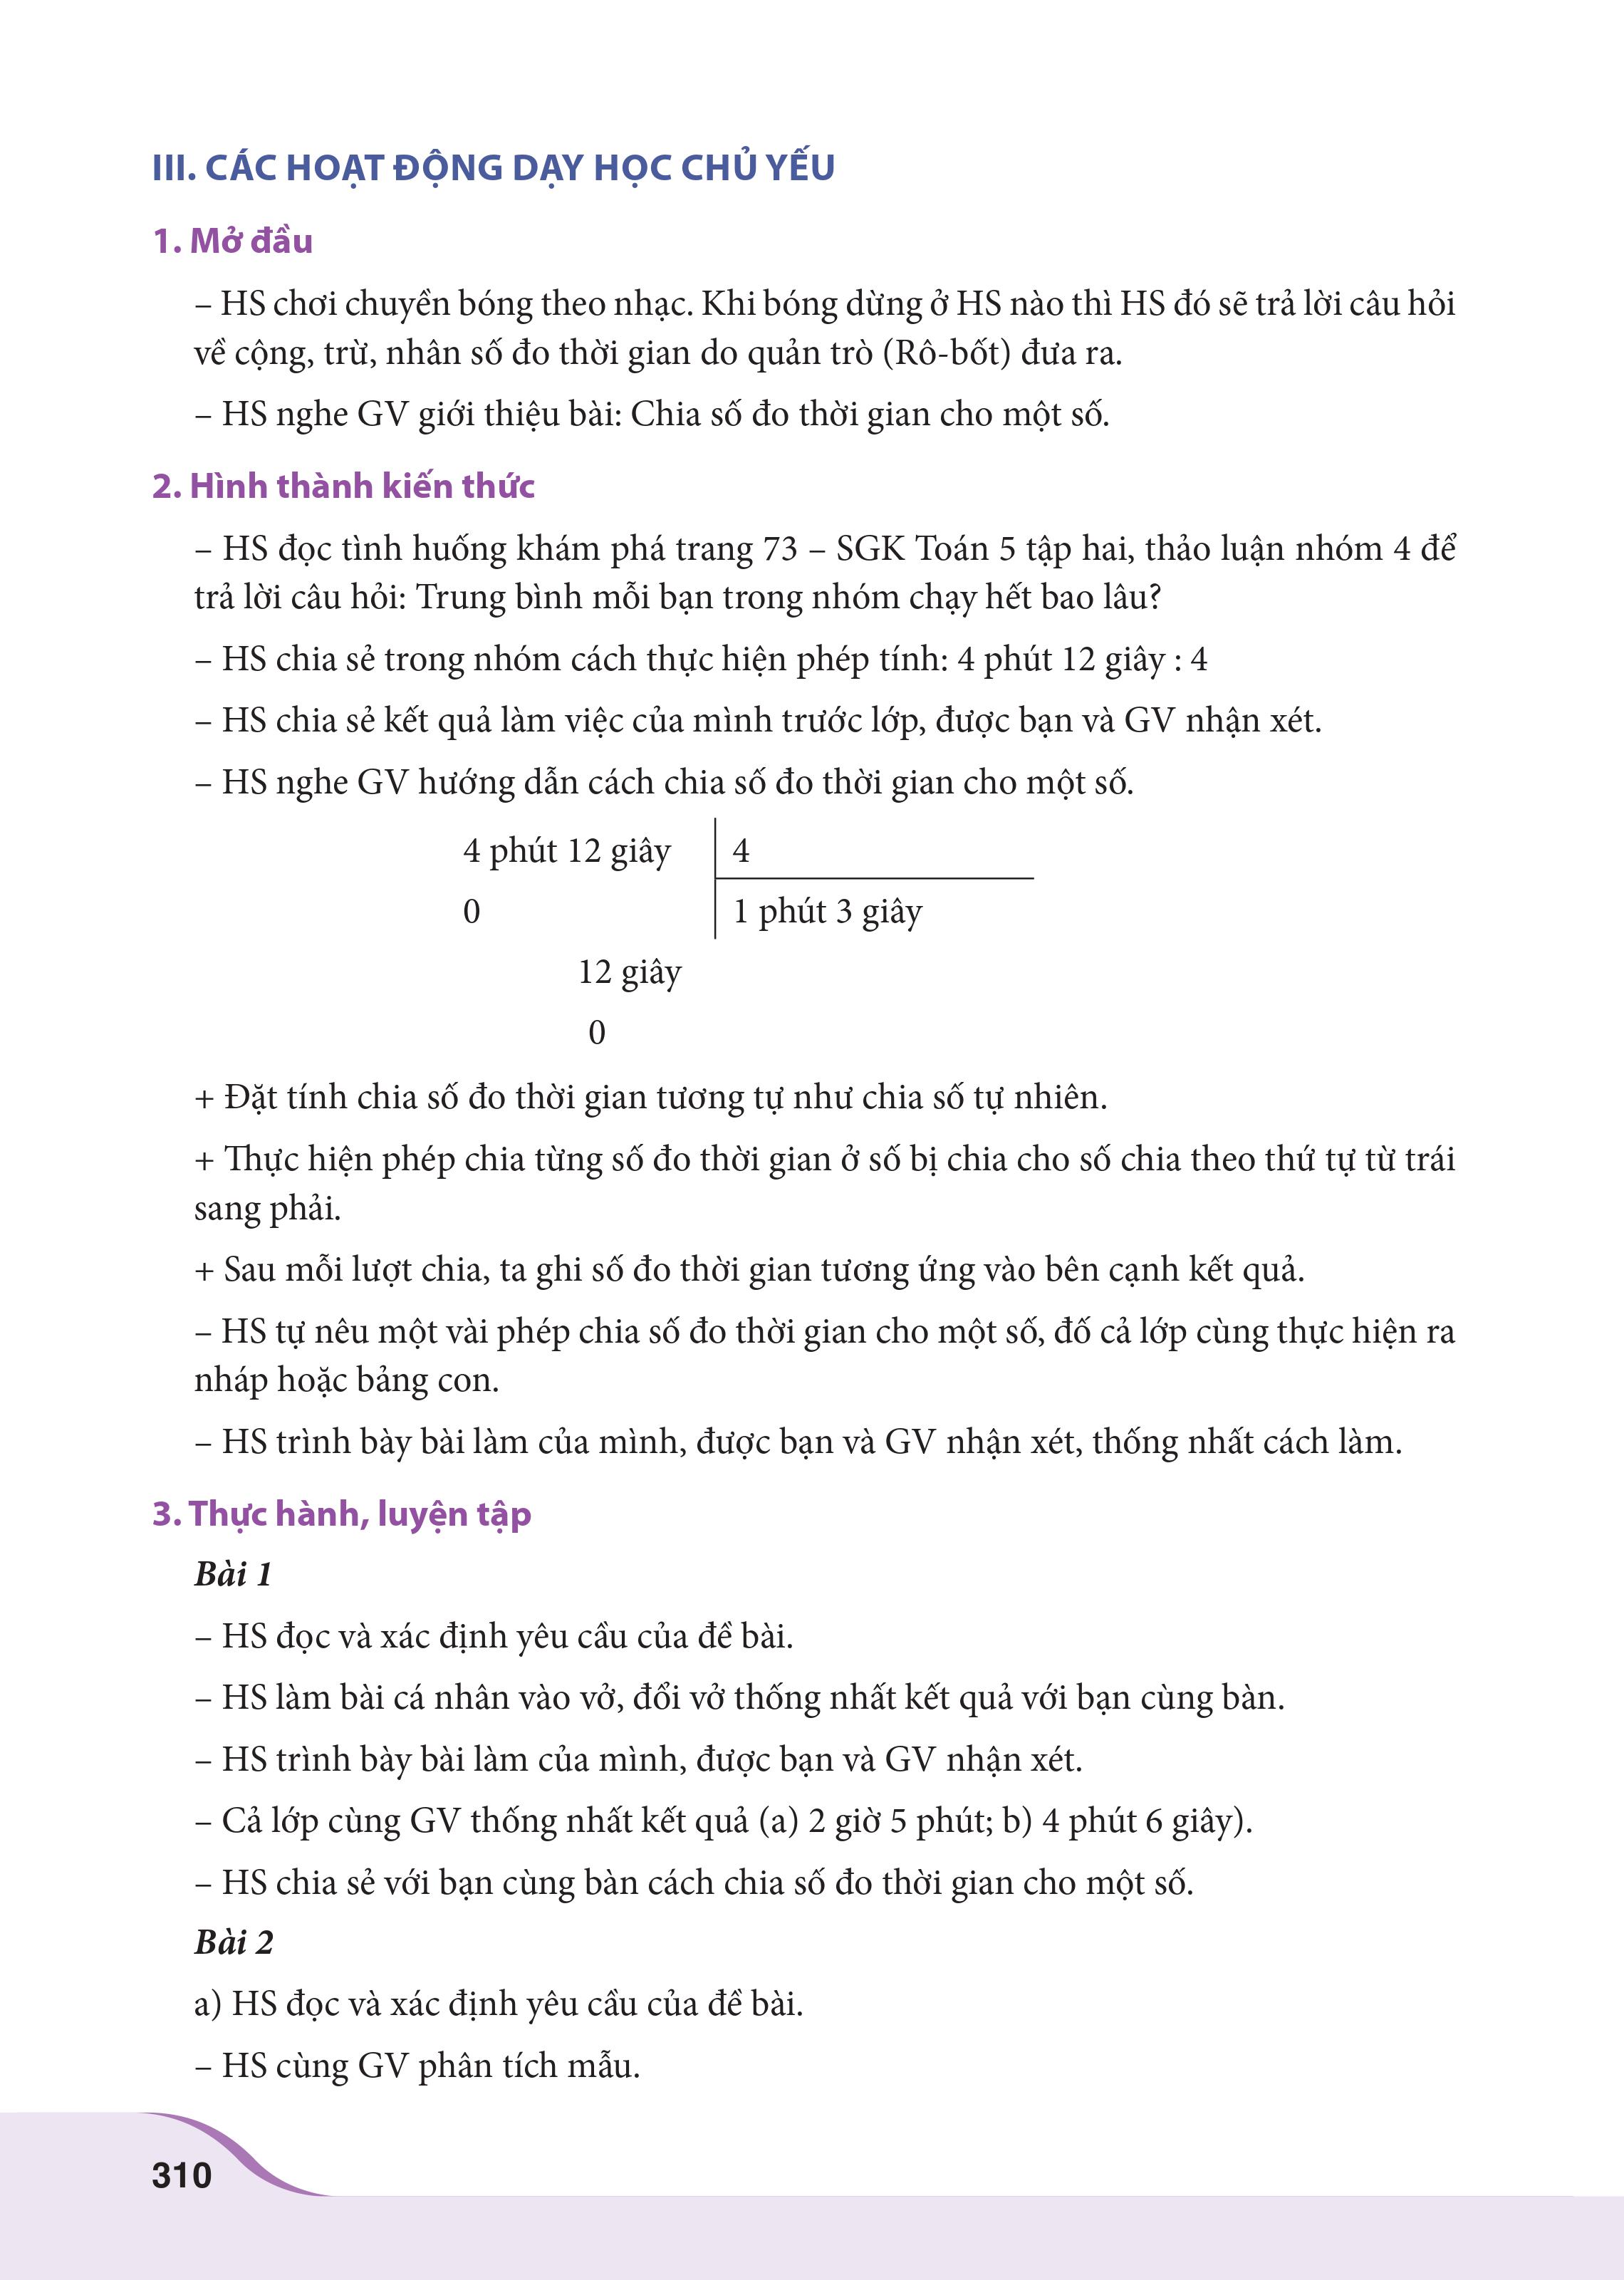 III. CÁC HOẠT ĐỘNG DẠY HỌC CHỦ YẾU
1. Mở đầu
– HS chơi chuyền bóng theo nhạc. Khi bóng dừng ở HS nào thì HS đó sẽ trả lời câu hỏi
về cộng, trừ, nhân số đo thời gian do quản trò (Rô-bốt) đưa ra.
– HS nghe GV giới thiệu bài: Chia số đo thời gian cho một số.
2. Hình thành kiến thức
– HS đọc tình huống khám phá trang 73 – SGK Toán 5 tập hai, thảo luận nhóm 4 để
trả lời câu hỏi: Trung bình mỗi bạn trong nhóm chạy hết bao lâu?
– HS chia sẻ trong nhóm cách thực hiện phép tính: 4 phút 12 giây : 4
– HS chia sẻ kết quả làm việc của mình trước lớp, được bạn và GV nhận xét.
– HS nghe GV hướng dẫn cách chia số đo thời gian cho một số.
4 phút 12 giây 4
0 1 phút 3 giây
12 giây
0
+ Đặt tính chia số đo thời gian tương tự như chia số tự nhiên.
+ Thực hiện phép chia từng số đo thời gian ở số bị chia cho số chia theo thứ tự từ trái
sang phải.
+ Sau mỗi lượt chia, ta ghi số đo thời gian tương ứng vào bên cạnh kết quả.
– HS tự nêu một vài phép chia số đo thời gian cho một số, đố cả lớp cùng thực hiện ra
nháp hoặc bảng con.
– HS trình bày bài làm của mình, được bạn và GV nhận xét, thống nhất cách làm.
3. Thực hành, luyện tập
Bài 1
– HS đọc và xác định yêu cầu của đề bài.
– HS làm bài cá nhân vào vở, đổi vở thống nhất kết quả với bạn cùng bàn.
– HS trình bày bài làm của mình, được bạn và GV nhận xét.
– Cả lớp cùng GV thống nhất kết quả (a) 2 giờ 5 phút; b) 4 phút 6 giây).
– HS chia sẻ với bạn cùng bàn cách chia số đo thời gian cho một số.
Bài 2
a) HS đọc và xác định yêu cầu của đề bài.
– HS cùng GV phân tích mẫu.
310